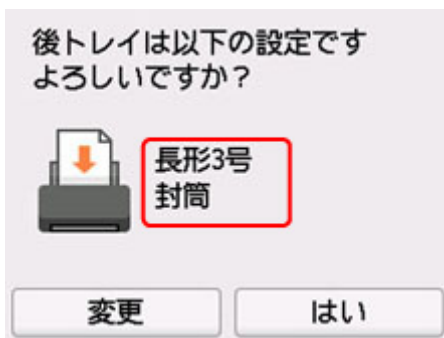 後トレイは以下の設定です
よろしいですか？
長形3号
封筒
変更
はい